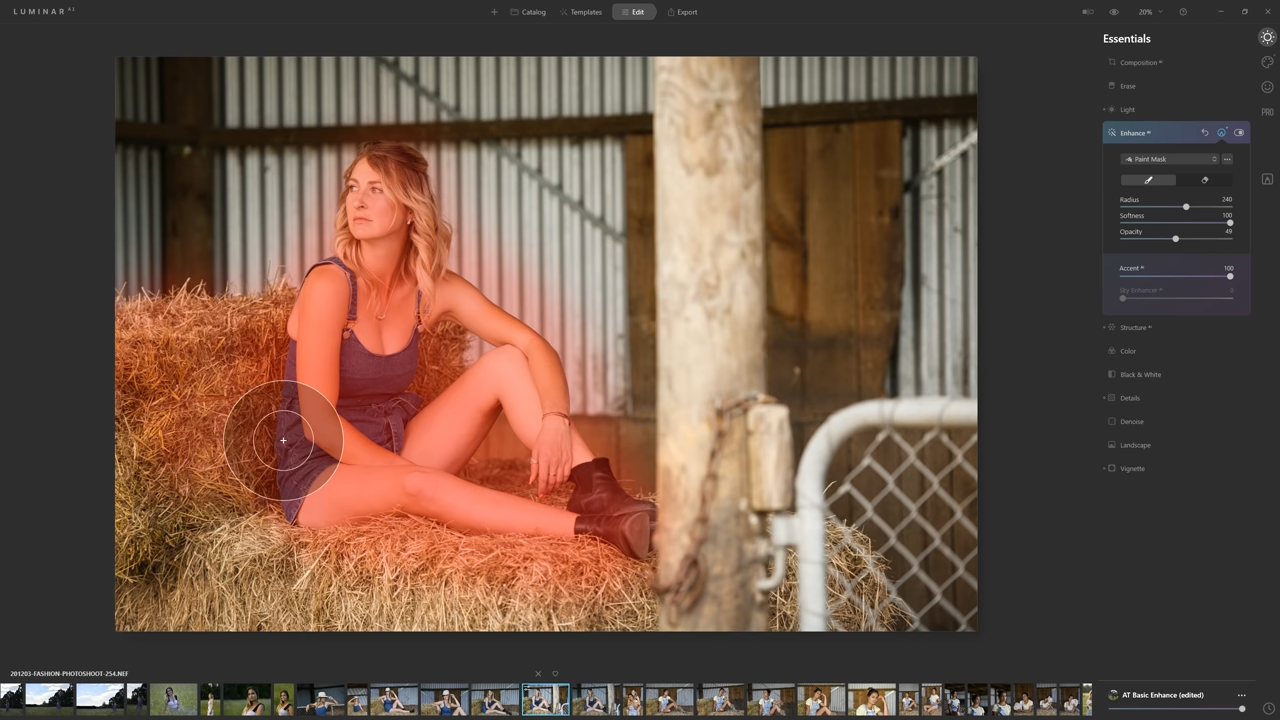 LUMINAR AI
Catalog Templates Edit Export
20%
Essentials
Composition AI
Erase
Light
Enhance AI
Paint Mask
Radius 240
Softness 100
Opacity 49
Accent AI 100
Sky Enhancer AI 0
Structure AI
Color
Black & White
Details
Denoise
Landscape
Vignette
PRO
201203-FASHION-PHOTOSHOOT-254.NEF
AT Basic Enhance (edited)